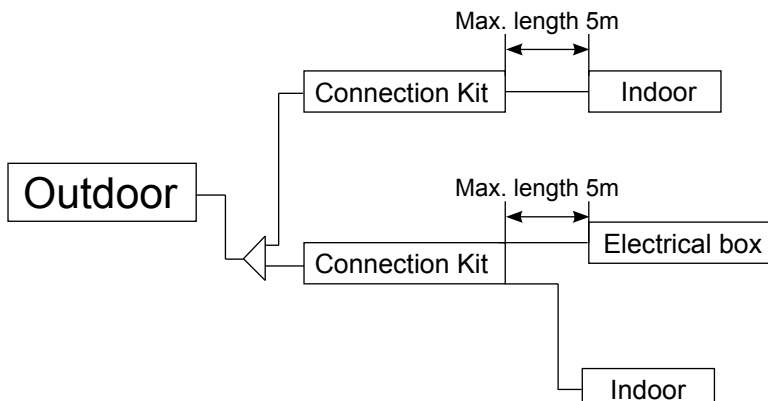 Max. length 5m
Connection Kit
Indoor
Outdoor
Max. length 5m
Electrical box
Connection Kit
Indoor